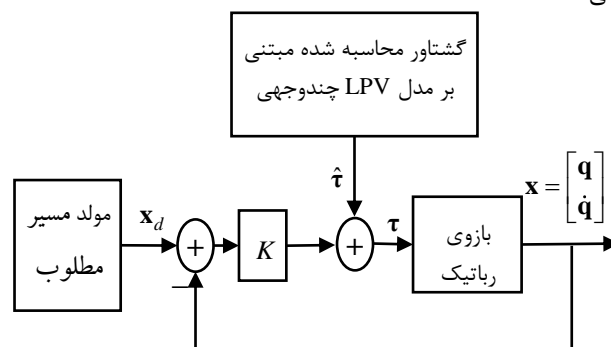 ی
گشتاور محاسبه شده مبتنی
بر مدل LPV چندوجهی
τ̂
x = [q q̇]
مولد مسیر
مطلوب
x_d
+
−
K
+
τ
بازوی
رباتیک